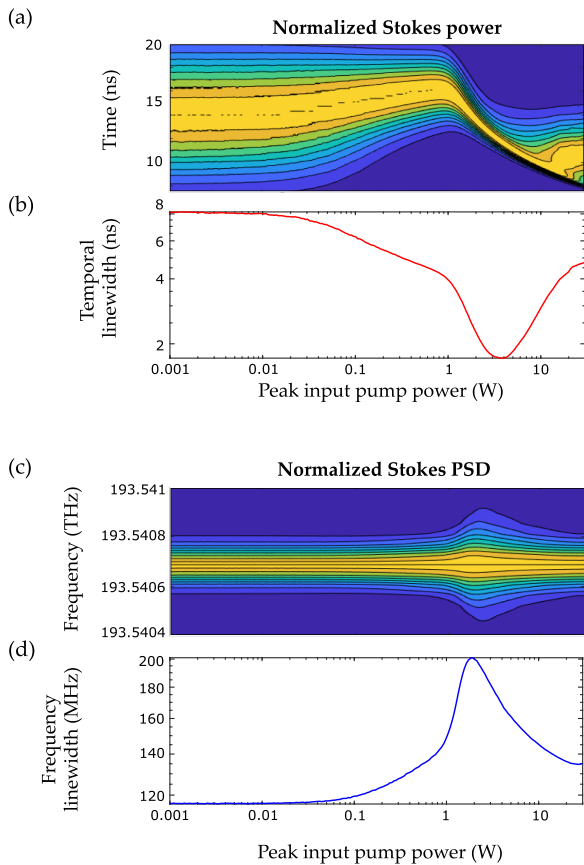 (a)
Normalized Stokes power
Time (ns)
20
15
10
(b)
Temporal
linewidth (ns)
8
6
4
2
0.001
0.01
0.1
1
10
Peak input pump power (W)
(c)
Normalized Stokes PSD
Frequency (THz)
193.541
193.5408
193.5406
193.5404
(d)
Frequency
linewidth (MHz)
200
180
160
140
120
0.001
0.01
0.1
1
10
Peak input pump power (W)